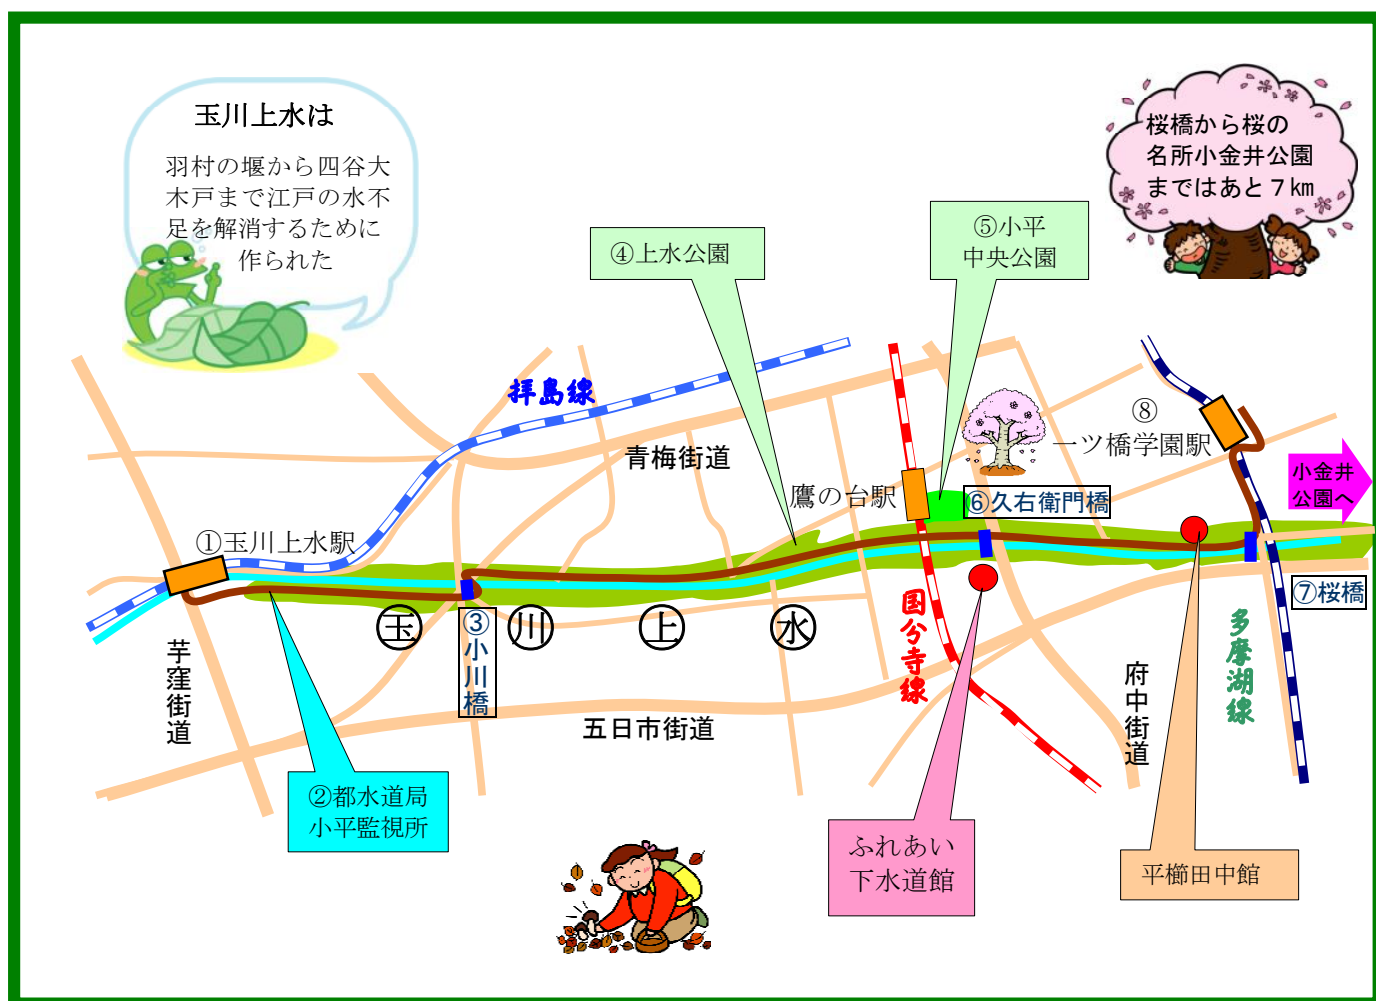 玉川上水は
羽村の堰から四谷大
木戸まで江戸の水不
足を解消するために
作られた
桜橋から桜の
名所小金井公園
まではあと７㎞
④上水公園
⑤小平
中央公園
拝島線
青梅街道
鷹の台駅
⑥久右衛門橋
⑧
一ツ橋学園駅
小金井
公園へ
①玉川上水駅
⑦桜橋
玉川上水
③小川橋
芋窪街道
国分寺線
多摩湖線
府中街道
五日市街道
②都水道局
小平監視所
ふれあい
下水道館
平櫛田中館